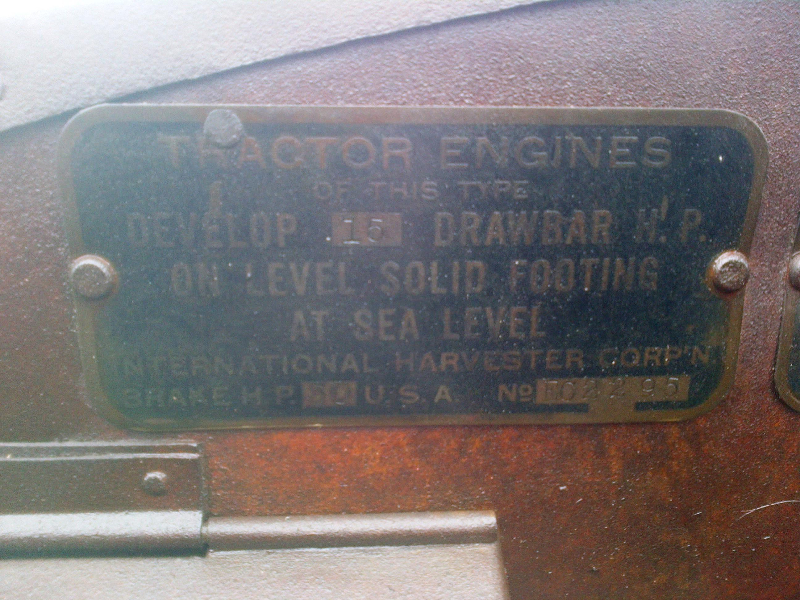 TRACTOR ENGINES
OF THIS TYPE
DEVELOP 15 DRAWBAR H.P.
ON LEVEL SOLID FOOTING
AT SEA LEVEL
INTERNATIONAL HARVESTER CORP'N
BRAKE H.P. 30 U.S.A. No